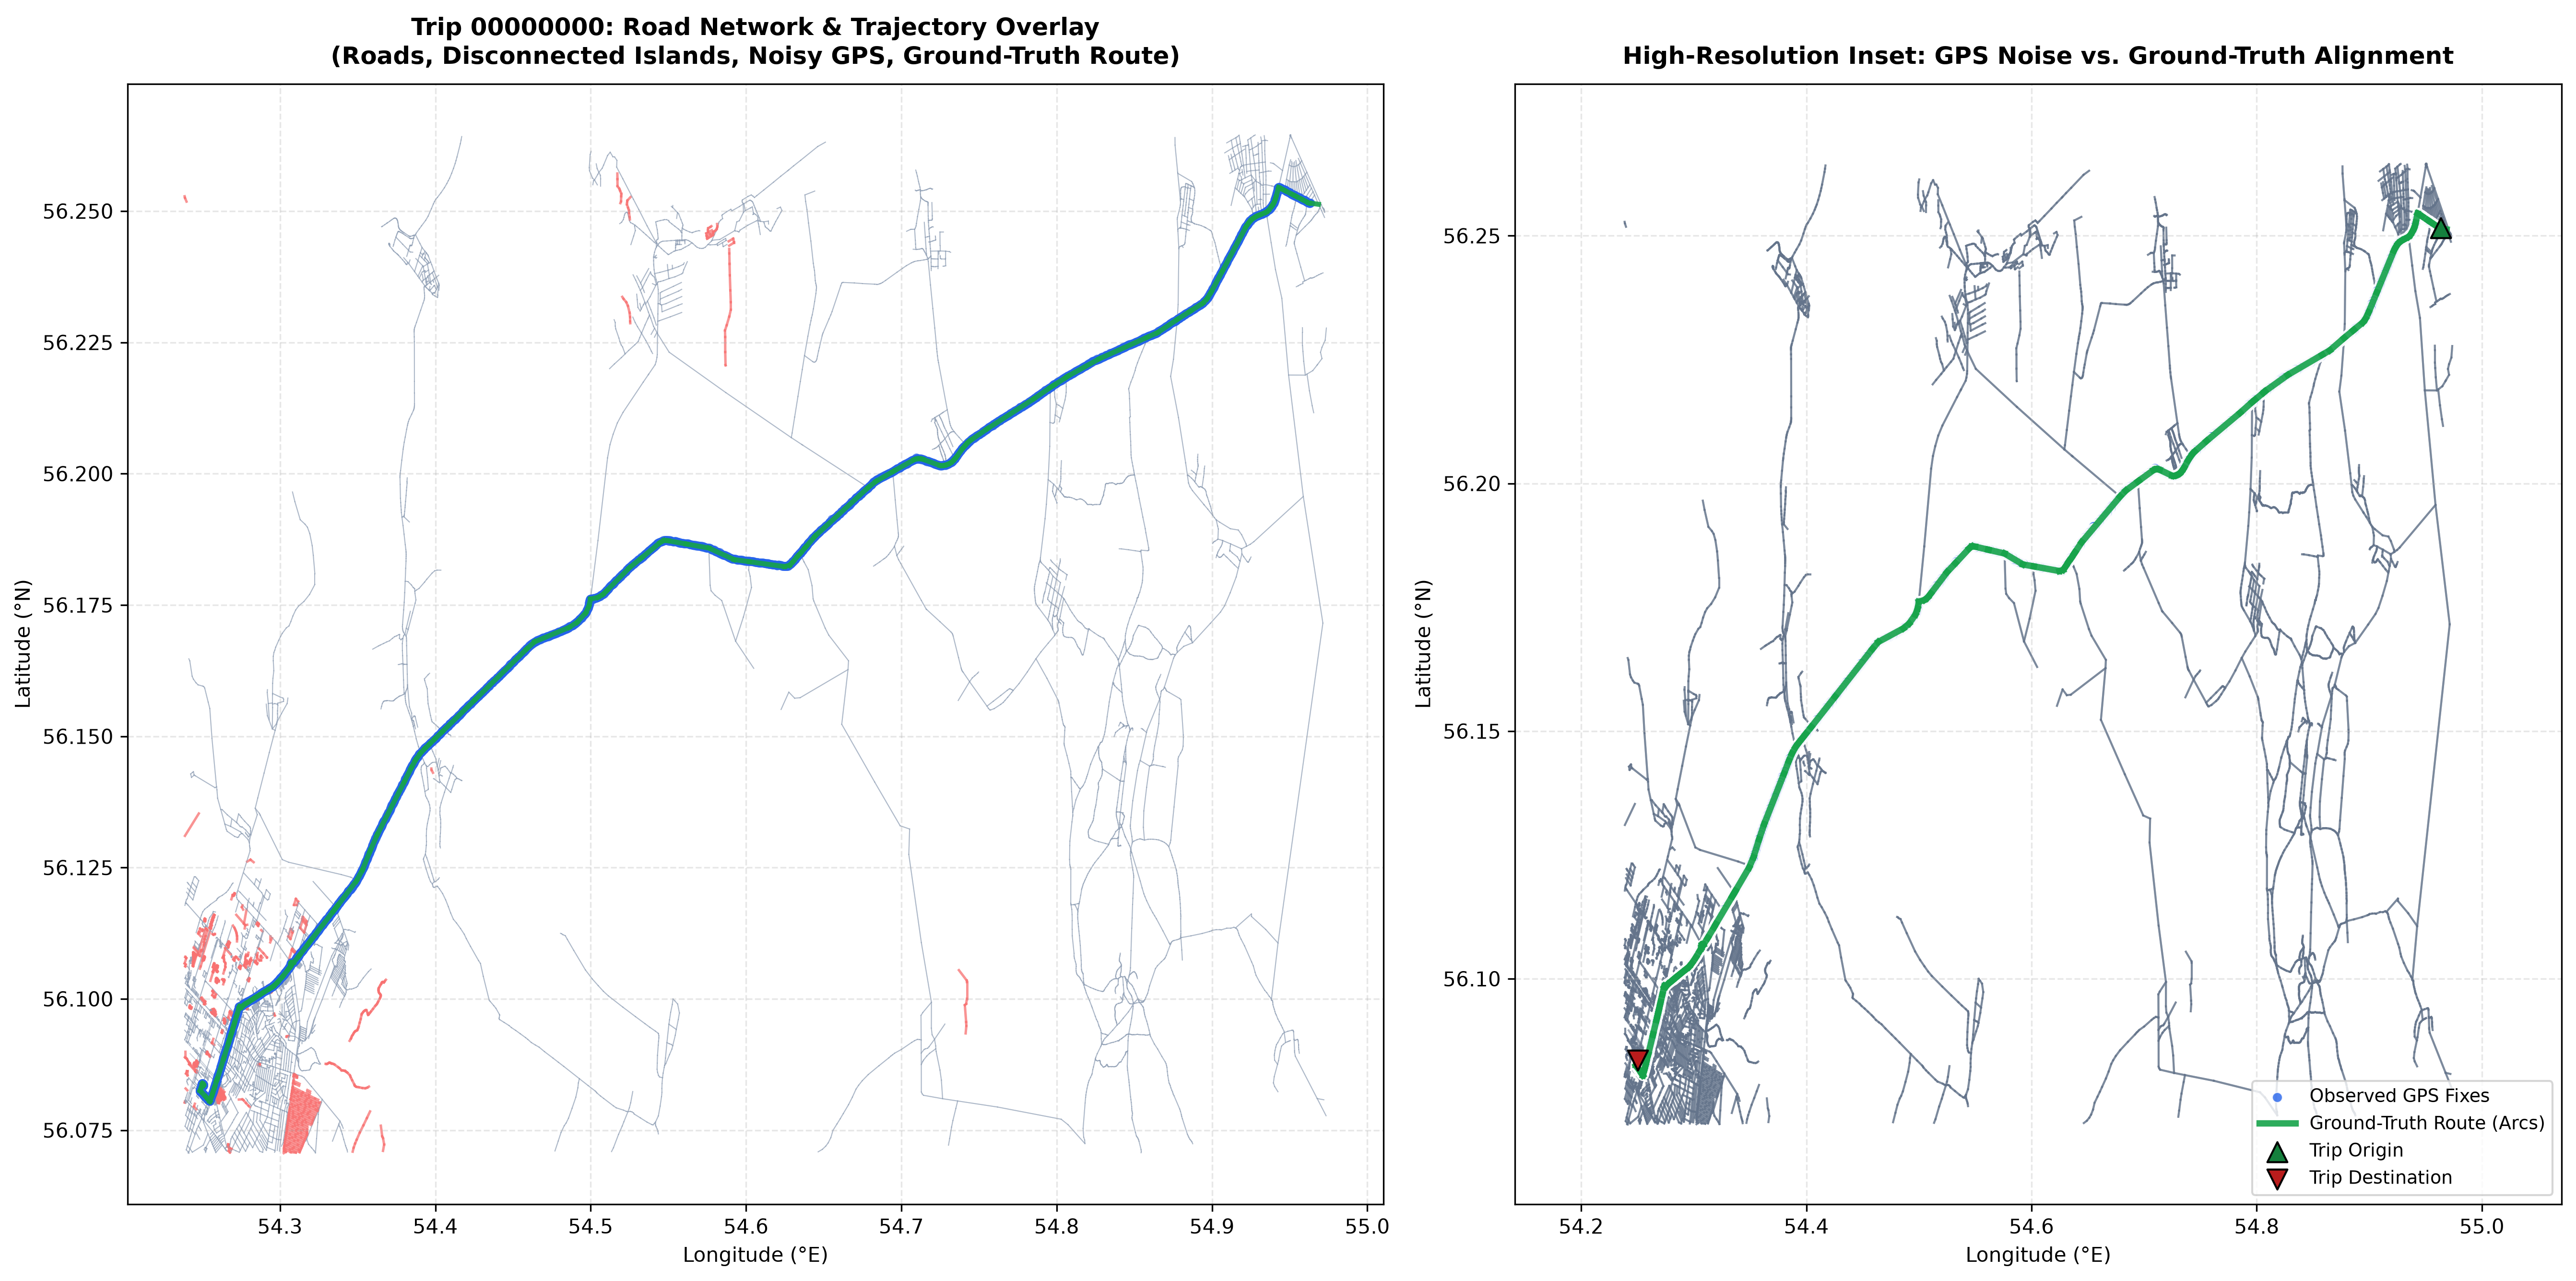 Trip 00000000: Road Network & Trajectory Overlay
(Roads, Disconnected Islands, Noisy GPS, Ground-Truth Route)
56.250
56.225
56.200
56.175
56.150
56.125
56.100
56.075
Latitude (°N)
54.3 54.4 54.5 54.6 54.7 54.8 54.9 55.0
Longitude (°E)
High-Resolution Inset: GPS Noise vs. Ground-Truth Alignment
56.25
56.20
56.15
56.10
Latitude (°N)
Observed GPS Fixes
Ground-Truth Route (Arcs)
Trip Origin
Trip Destination
54.2 54.4 54.6 54.8 55.0
Longitude (°E)